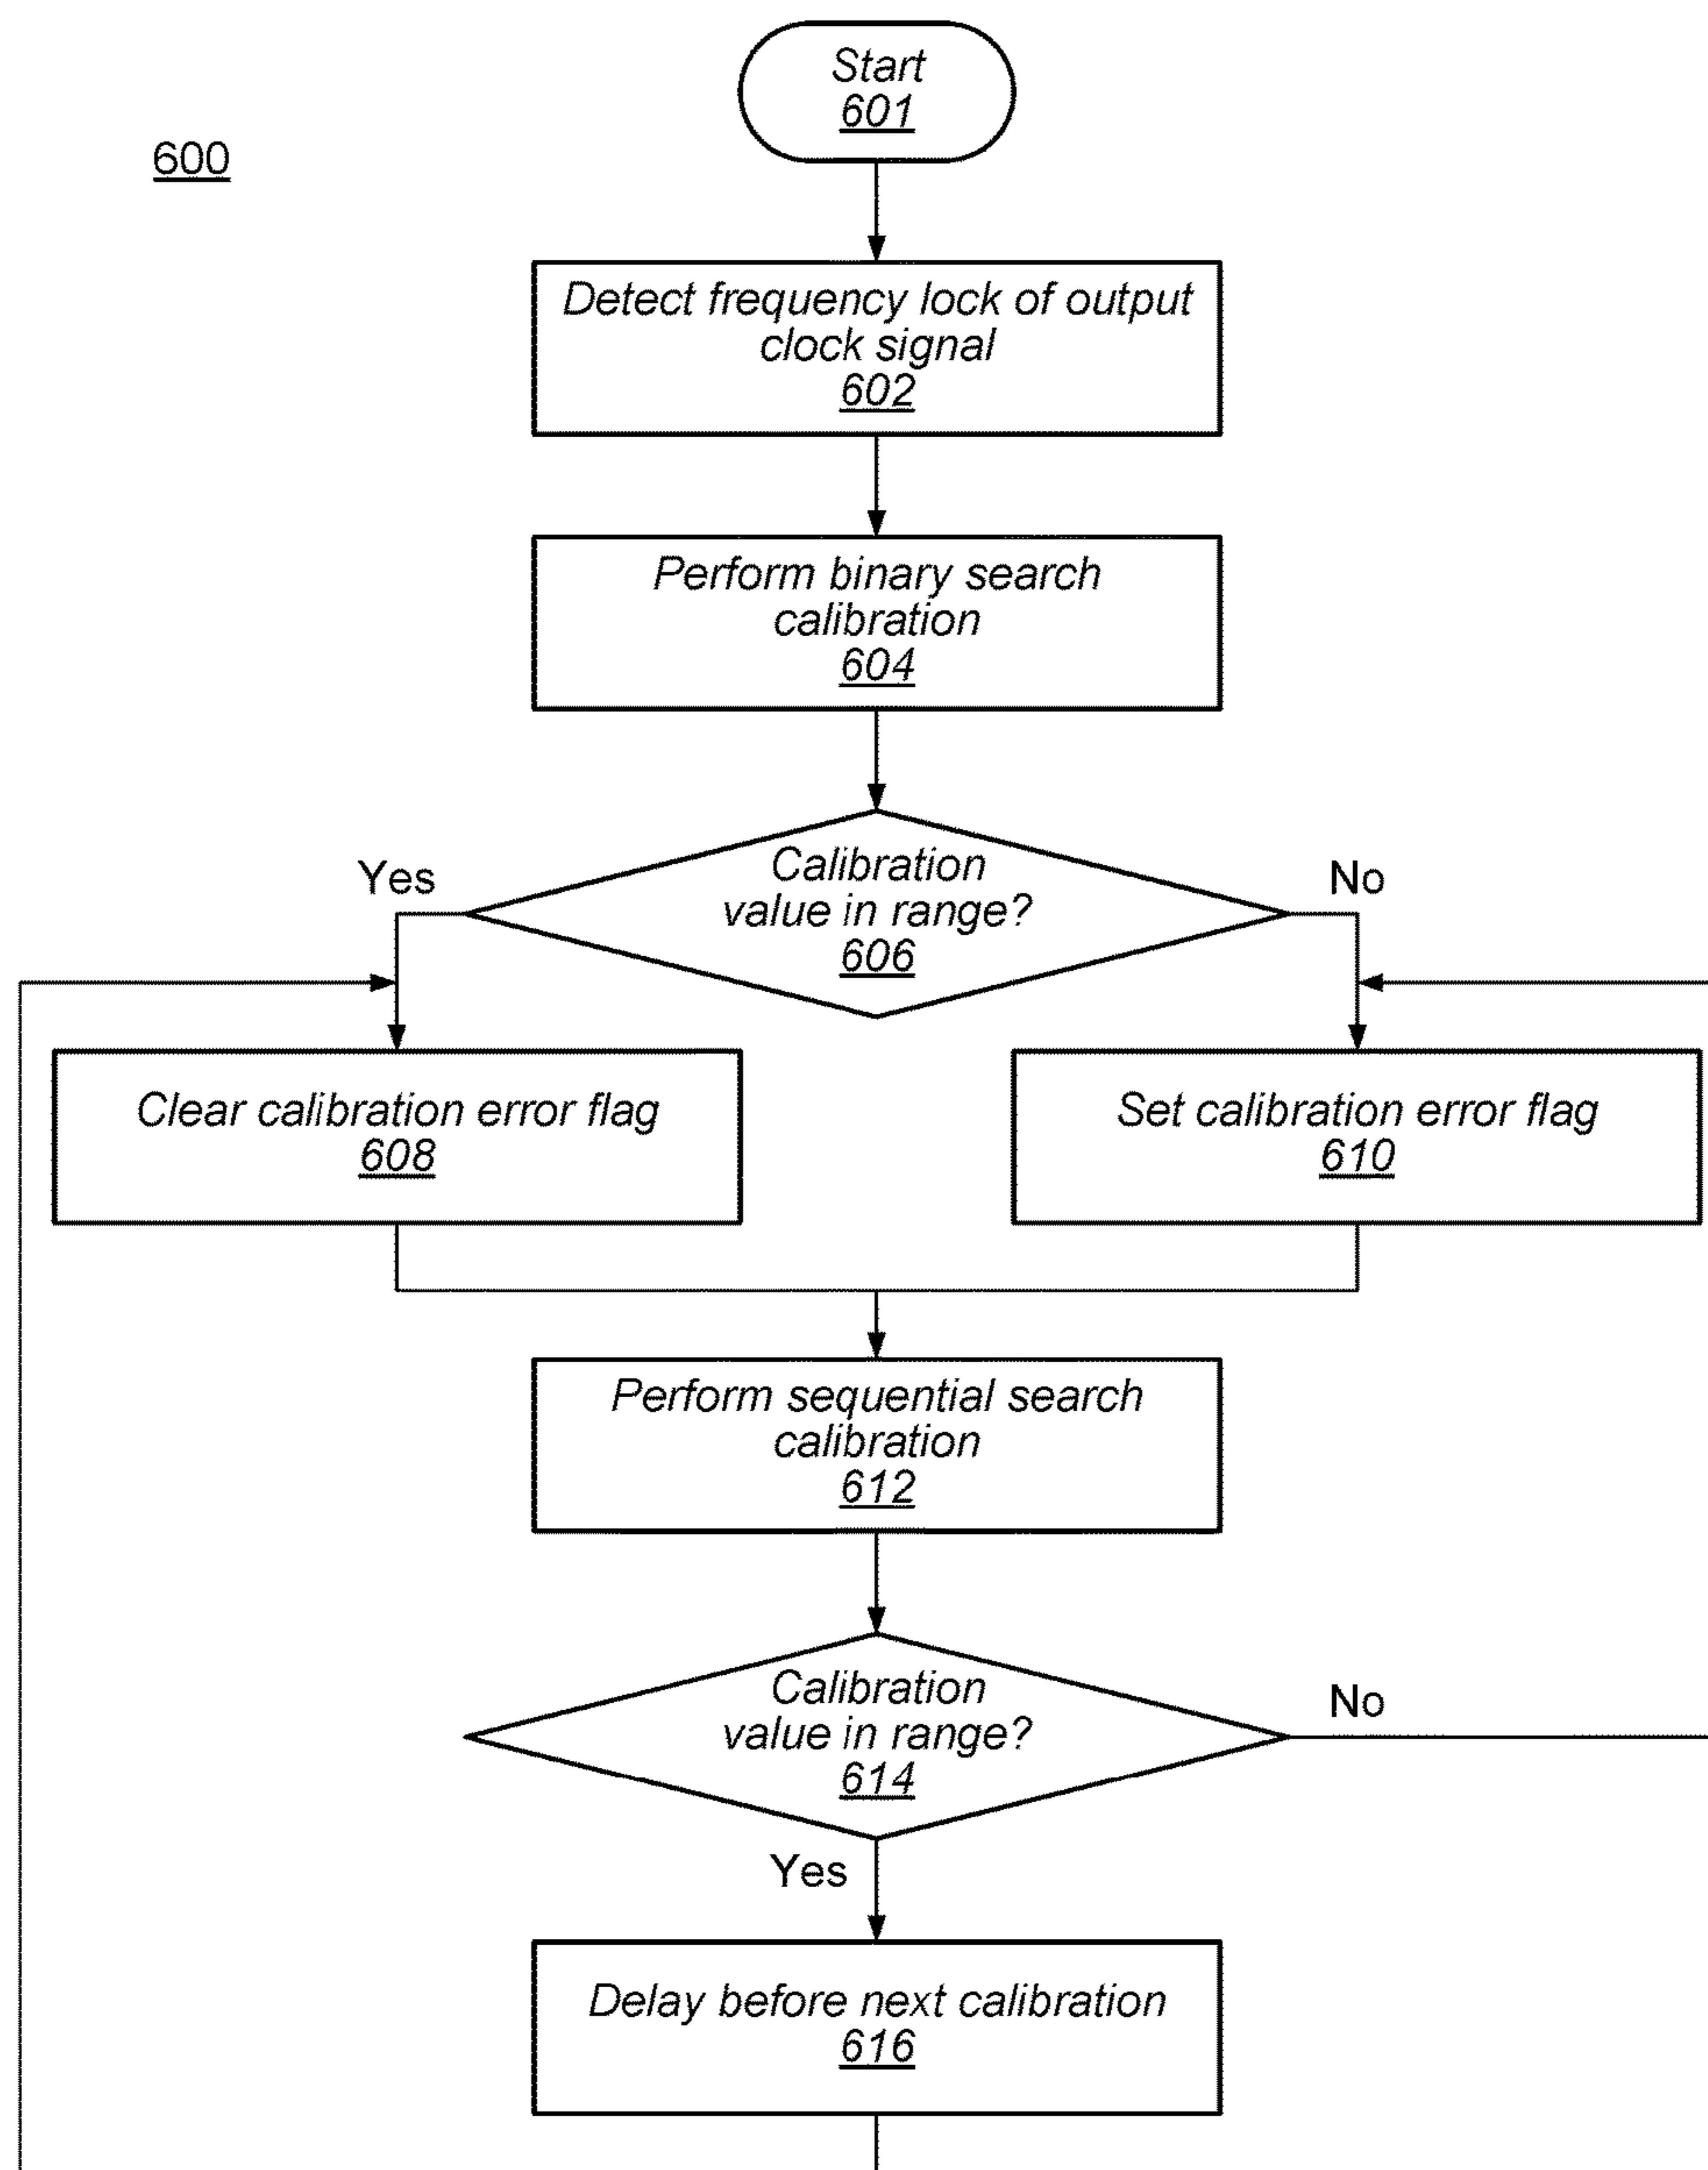 Start
601
600
Detect frequency lock of output
clock signal
602
Perform binary search
calibration
604
Yes
Calibration
value in range?
606
No
Clear calibration error flag
608
Set calibration error flag
610
Perform sequential search
calibration
612
Calibration
value in range?
614
No
Yes
Delay before next calibration
616